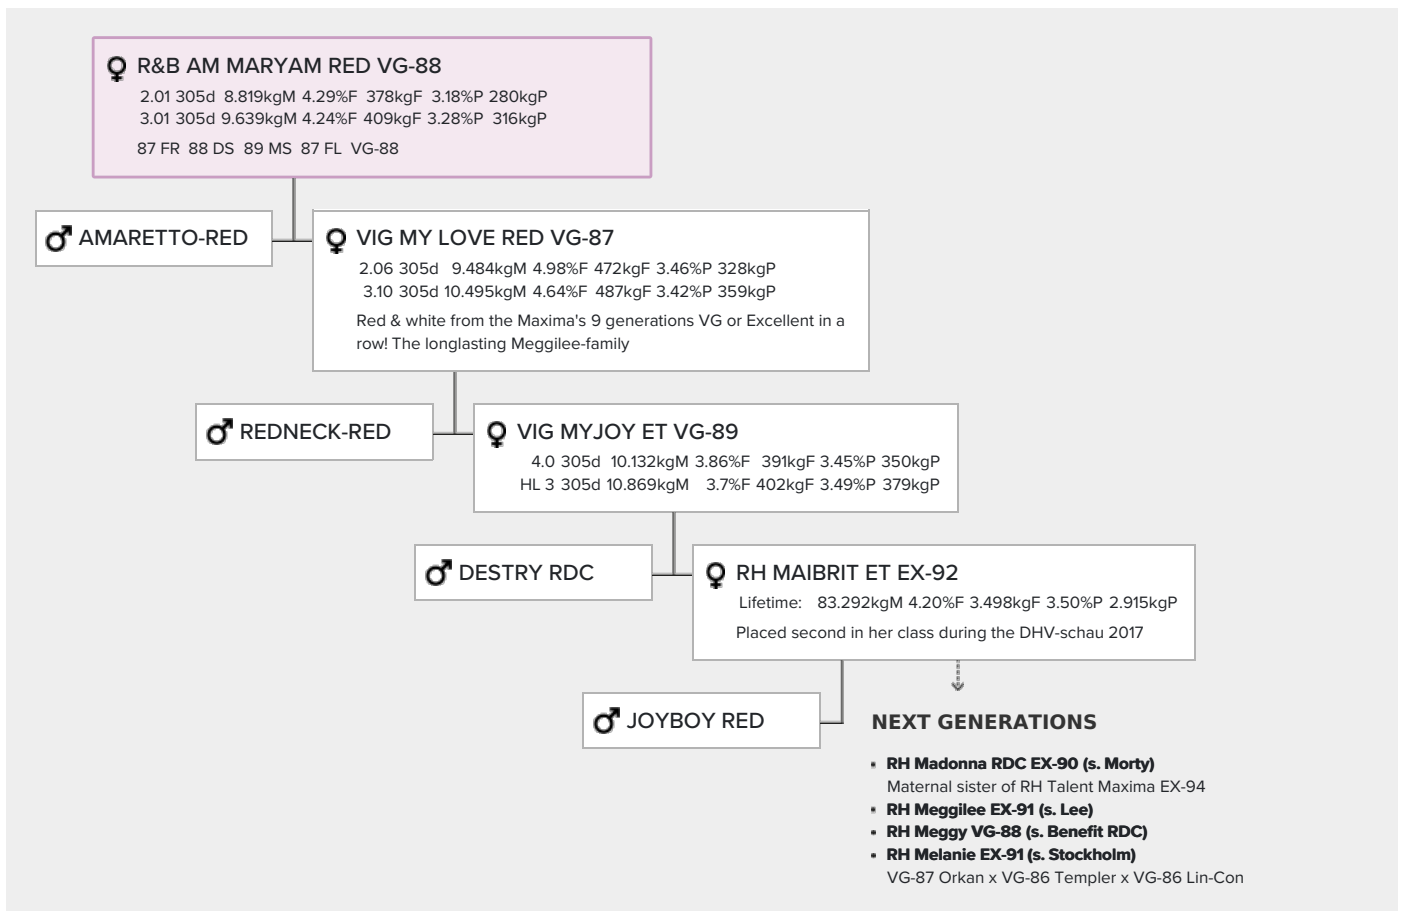 R&B AM MARYAM RED VG-88
2.01 305d 8.819kgM 4.29%F 378kgF 3.18%P 280kgP
3.01 305d 9.639kgM 4.24%F 409kgF 3.28%P 316kgP
87 FR 88 DS 89 MS 87 FL VG-88
AMARETTO-RED
VIG MY LOVE RED VG-87
2.06 305d 9.484kgM 4.98%F 472kgF 3.46%P 328kgP
3.10 305d 10.495kgM 4.64%F 487kgF 3.42%P 359kgP
Red & white from the Maxima's 9 generations VG or Excellent in a
row! The longlasting Meggilee-family
REDNECK-RED
VIG MYJOY ET VG-89
4.0 305d 10.132kgM 3.86%F 391kgF 3.45%P 350kgP
HL 3 305d 10.869kgM 3.7%F 402kgF 3.49%P 379kgP
DESTRY RDC
RH MAIBRIT ET EX-92
Lifetime: 83.292kgM 4.20%F 3.498kgF 3.50%P 2.915kgP
Placed second in her class during the DHV-schau 2017
JOYBOY RED
NEXT GENERATIONS
RH Madonna RDC EX-90 (s. Morty)
Maternal sister of RH Talent Maxima EX-94
RH Meggilee EX-91 (s. Lee)
RH Meggy VG-88 (s. Benefit RDC)
RH Melanie EX-91 (s. Stockholm)
VG-87 Orkan x VG-86 Templer x VG-86 Lin-Con